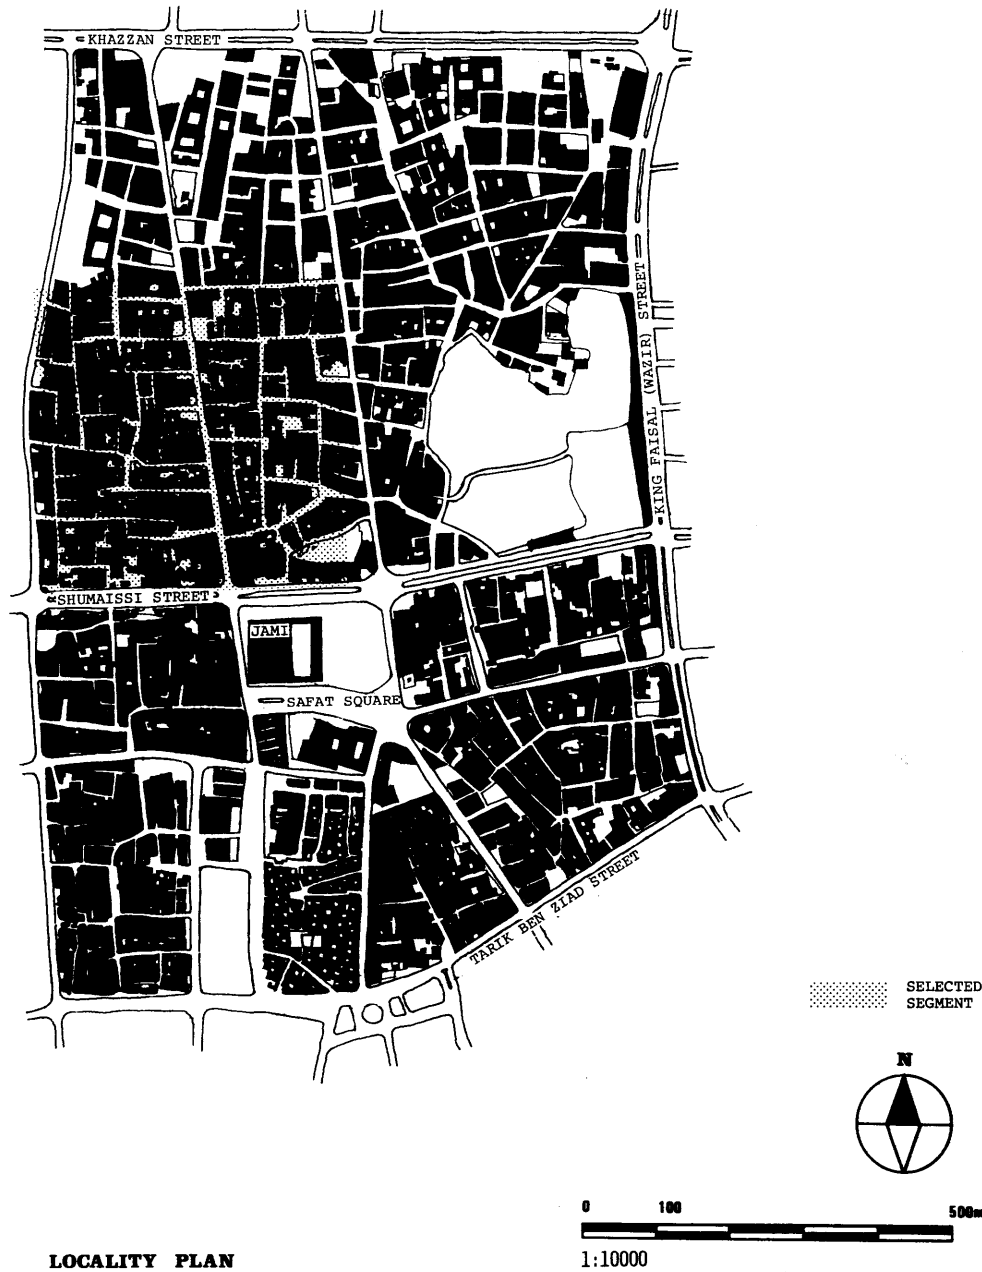 KHAZZAN STREET
KING FAISAL (WAZIR) STREET
SHUMAISSI STREET
JAMI
SAFAT SQUARE
TARIK BEN ZIAD STREET
SELECTED
SEGMENT
N
0 100 500m
1:10000
LOCALITY PLAN